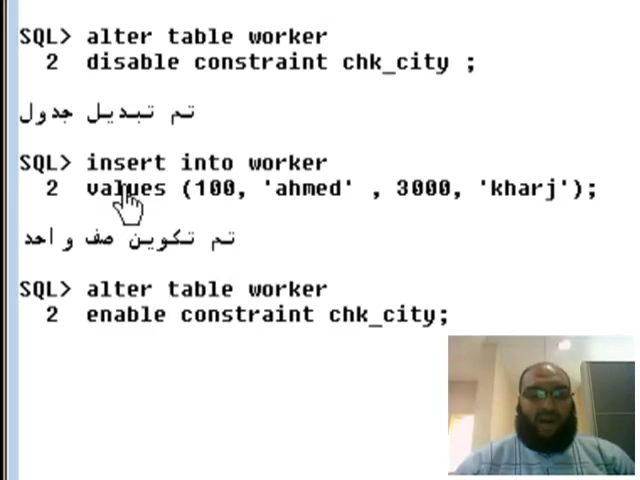 SQL> alter table worker
2 disable constraint chk_city ;
تم تبديل جدول
SQL> insert into worker
2 values (100, 'ahmed' , 3000, 'kharj');
تم تكوين صف واحد
SQL> alter table worker
2 enable constraint chk_city;